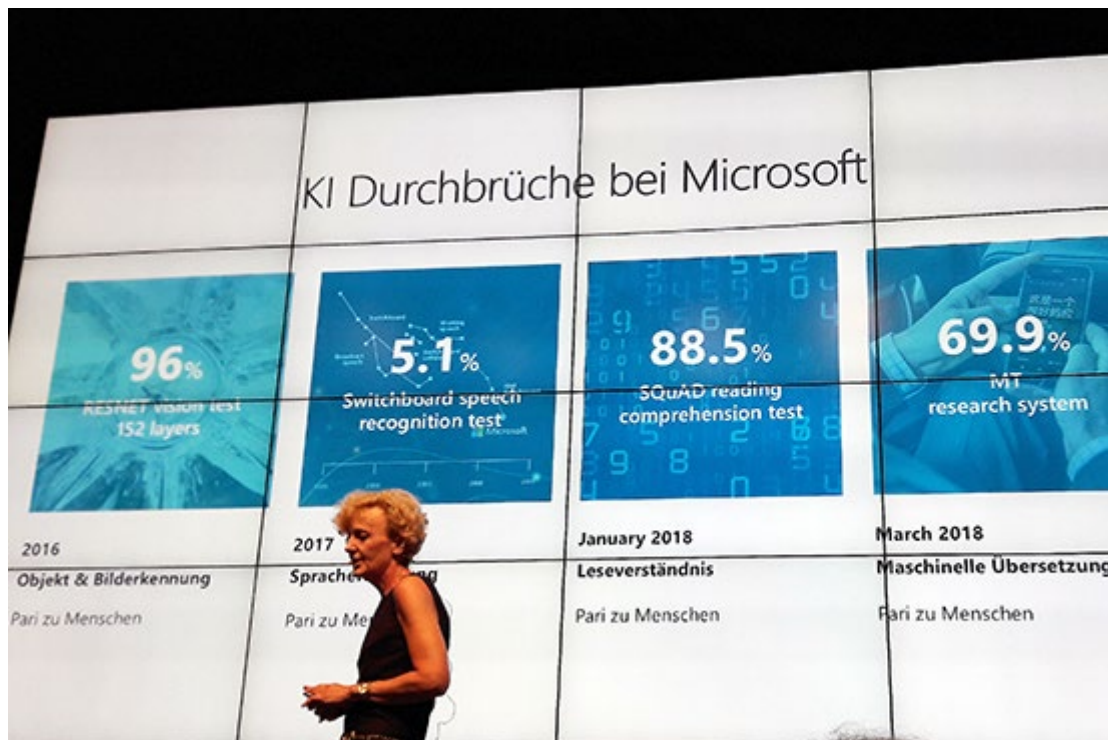 KI Durchbrüche bei Microsoft
96%
RESNET vision test
152 layers
2016
Objekt & Bilderkennung
Pari zu Menschen
5.1%
Switchboard speech
recognition test
Microsoft
2017
Pari zu
88.5%
SQuAD reading
comprehension test
January 2018
Leseverständnis
Pari zu Menschen
69.9%
MT
research system
March 2018
Maschinelle Übersetzung
Pari zu Menschen